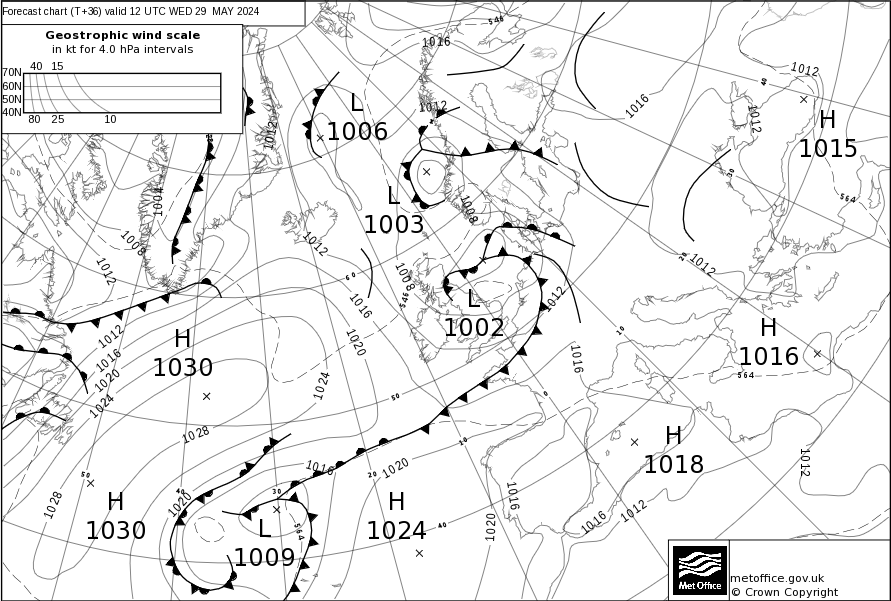 Forecast chart (T+36) valid 12 UTC WED 29 MAY 2024
Geostrophic wind scale
in kt for 4.0 hPa intervals
40 15
70N
60N
50N
40N
80 25 10
546
1016
1012
40
1012
1016
1012
L
1006
1012
H
1015
L
1003
1004
1008
30
564
1008
1012
1012
20
1012
60
1008
546
1016
1012
L
1002
1012
1016
1020
H
1030
10
1016
H
1016
564
1020
1024
1024
50
0
1028
10
H
1018
1012
1016
1020
20
50
40
30
1028
1020
H
1030
L
1009
564
H
1024
40
1020
1016
1016
1012
Met Office
metoffice.gov.uk
© Crown Copyright